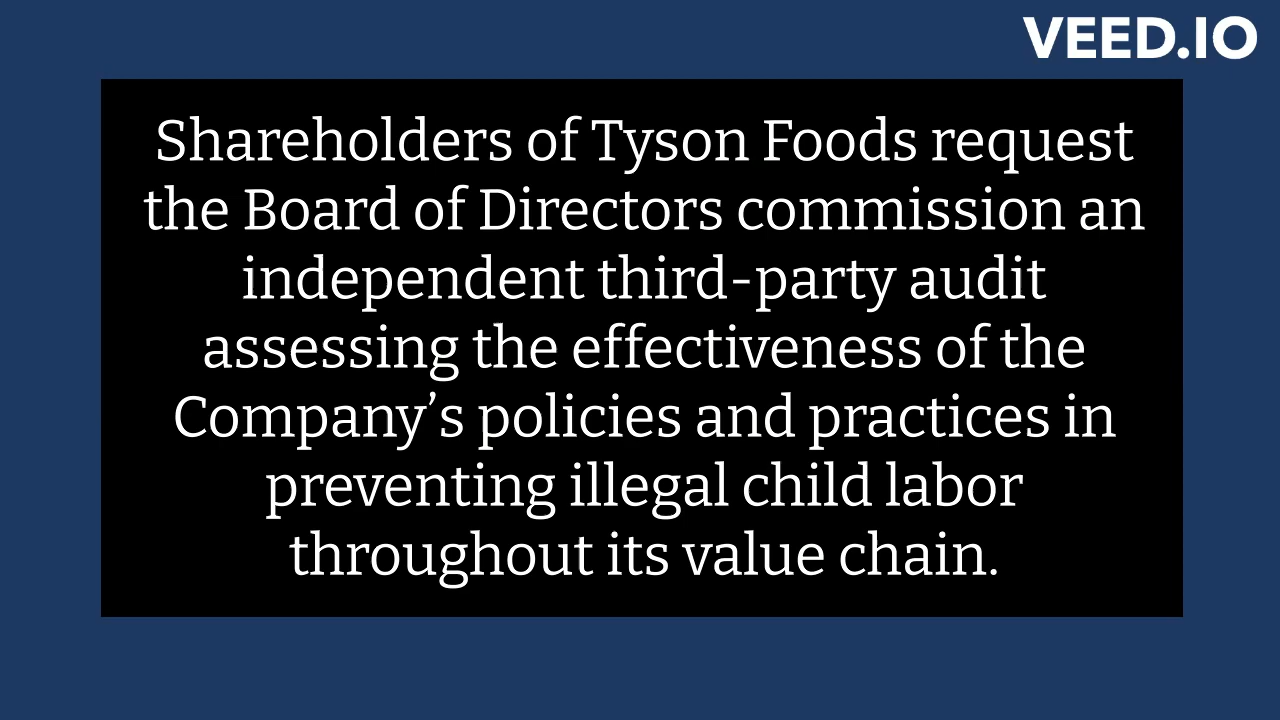 VEED.IO
Shareholders of Tyson Foods request
the Board of Directors commission an
independent third-party audit
assessing the effectiveness of the
Company’s policies and practices in
preventing illegal child labor
throughout its value chain.